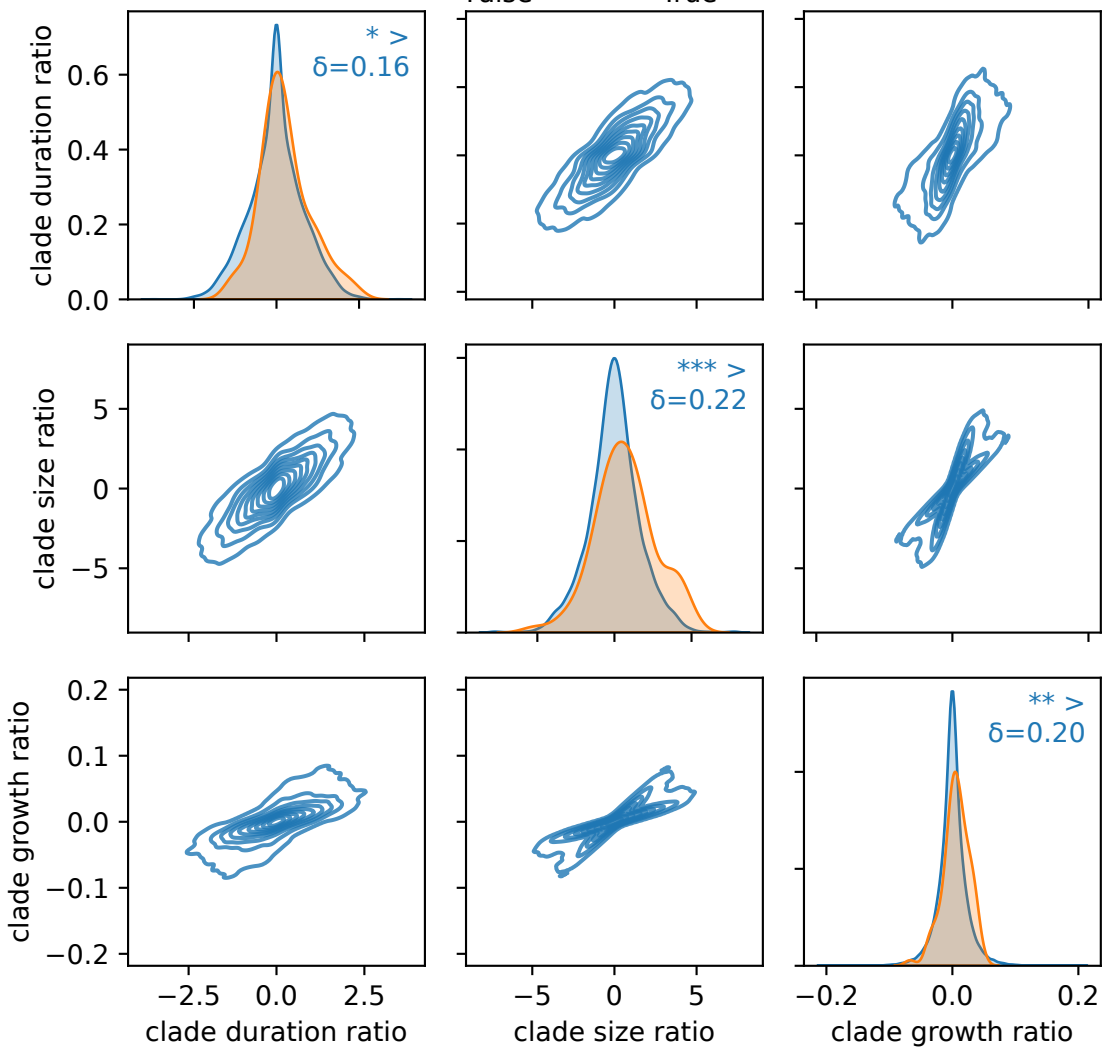 clade duration ratio
0.6
0.4
0.2
0.0
* >
δ=0.16
clade size ratio
5
0
−5
*** >
δ=0.22
clade growth ratio
0.2
0.1
0.0
−0.1
−0.2
** >
δ=0.20
−2.5 0.0 2.5
−5 0 5
−0.2 0.0 0.2
clade duration ratio
clade size ratio
clade growth ratio